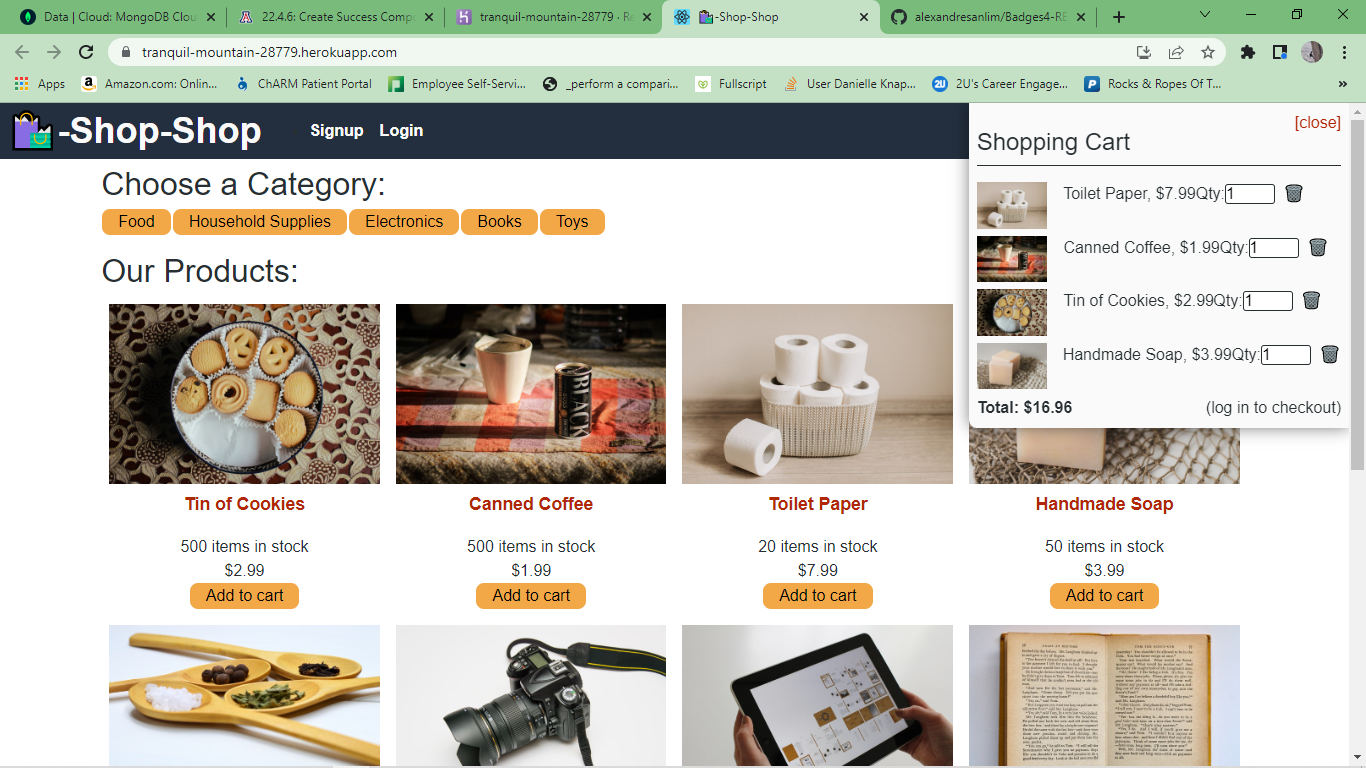 Data | Cloud: MongoDB Clou
22.4.6: Create Success Compo
tranquil-mountain-28779 · Re
-Shop-Shop
alexandresanlim/Badges4-RE
tranquil-mountain-28779.herokuapp.com
Apps
Amazon.com: Onlin...
ChARM Patient Portal
Employee Self-Servi...
_perform a compari...
Fullscript
User Danielle Knap...
2U's Career Engage...
Rocks & Ropes Of T...
-Shop-Shop
Signup
Login
[close]
Shopping Cart
Toilet Paper, $7.99Qty: 1
Canned Coffee, $1.99Qty: 1
Tin of Cookies, $2.99Qty: 1
Handmade Soap, $3.99Qty: 1
Total: $16.96
(log in to checkout)
Choose a Category:
Food
Household Supplies
Electronics
Books
Toys
Our Products:
BLACK
Tin of Cookies
500 items in stock
$2.99
Add to cart
Canned Coffee
500 items in stock
$1.99
Add to cart
Toilet Paper
20 items in stock
$7.99
Add to cart
Handmade Soap
50 items in stock
$3.99
Add to cart